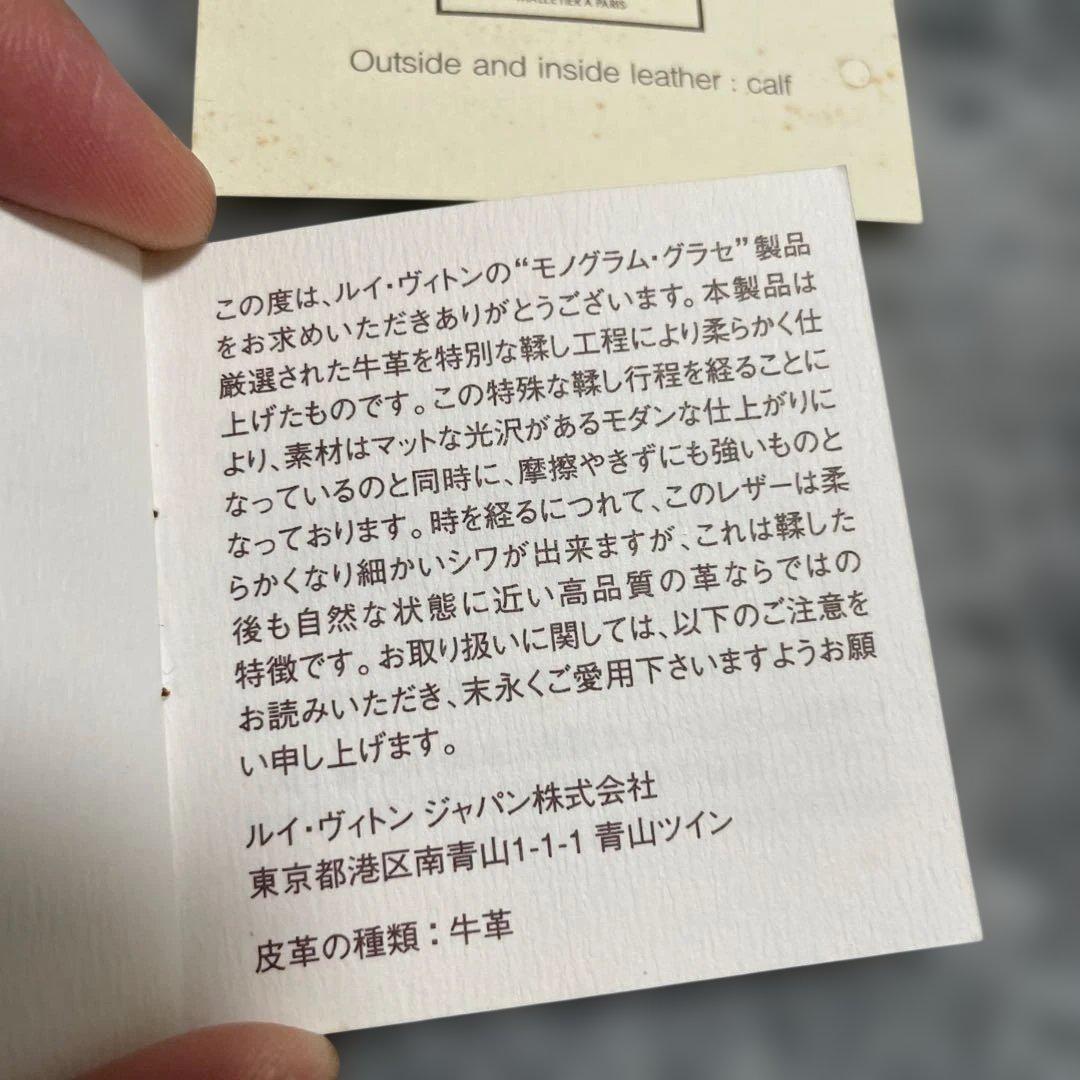 MALLETIER À PARIS
Outside and inside leather : calf
この度は、ルイ・ヴィトンの“モノグラム・グラセ”製品
をお求めいただきありがとうございます。本製品は
厳選された牛革を特別な鞣し工程により柔らかく仕
上げたものです。この特殊な鞣し行程を経ることに
より、素材はマットな光沢があるモダンな仕上がりに
なっているのと同時に、摩擦やきずにも強いものと
なっております。時を経るにつれて、このレザーは柔
らかくなり細かいシワが出来ますが、これは鞣した
後も自然な状態に近い高品質の革ならではの
特徴です。お取り扱いに関しては、以下のご注意を
お読みいただき、末永くご愛用下さいますようお願
い申し上げます。
ルイ・ヴィトン ジャパン株式会社
東京都港区南青山1-1-1 青山ツイン
皮革の種類：牛革